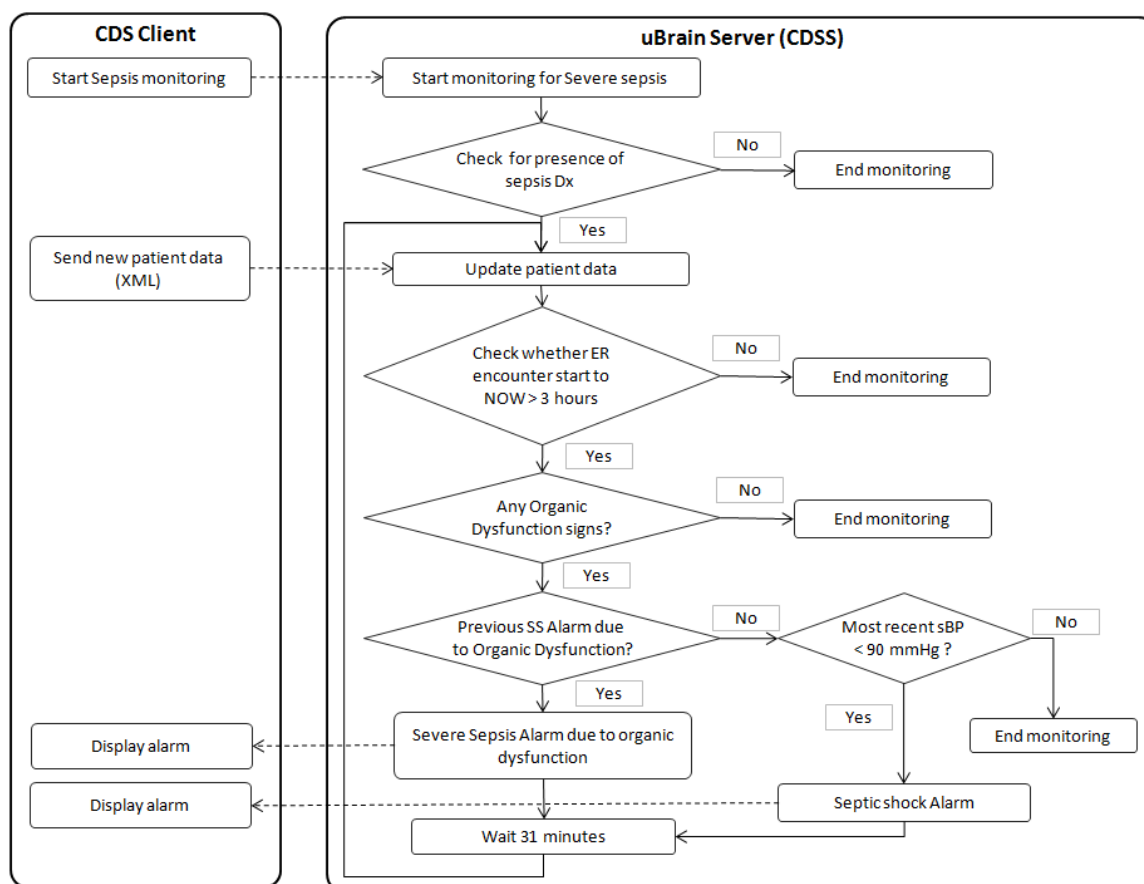 CDS Client
uBrain Server (CDSS)
Start Sepsis monitoring
Start monitoring for Severe sepsis
Check for presence of
sepsis Dx
No
End monitoring
Yes
Send new patient data
(XML)
Update patient data
Check whether ER
encounter start to
NOW > 3 hours
No
End monitoring
Yes
Any Organic
Dysfunction signs?
No
End monitoring
Yes
Previous SS Alarm due
to Organic Dysfunction?
No
Most recent sBP
< 90 mmHg ?
No
Yes
Yes
End monitoring
Severe Sepsis Alarm due to organic
dysfunction
Display alarm
Display alarm
Septic shock Alarm
Wait 31 minutes